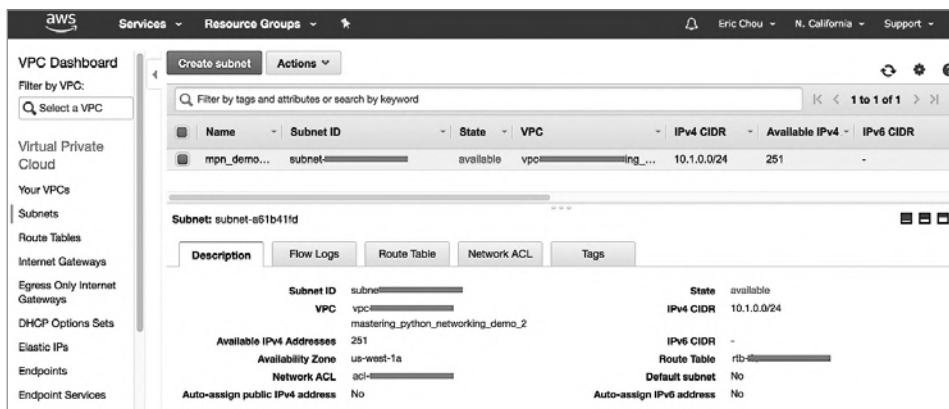 aws Services Resource Groups Eric Chou N. California Support
VPC Dashboard
Filter by VPC:
Select a VPC
Virtual Private
Cloud
Your VPCs
Subnets
Route Tables
Internet Gateways
Egress Only Internet
Gateways
DHCP Options Sets
Elastic IPs
Endpoints
Endpoint Services
Create subnet Actions
Filter by tags and attributes or search by keyword 1 to 1 of 1
Name Subnet ID State VPC IPv4 CIDR Available IPv4 IPv6 CIDR
mpn_demo... subnet- available vpc ing_... 10.1.0.0/24 251 -
Subnet: subnet-a61b41fd
Description Flow Logs Route Table Network ACL Tags
Subnet ID subne State available
VPC vpc- IPv4 CIDR 10.1.0.0/24
mastering_python_networking_demo_2
Available IPv4 Addresses 251 IPv6 CIDR -
Availability Zone us-west-1a Route Table rtb-
Network ACL acl- Default subnet No
Auto-assign public IPv4 address No Auto-assign IPv6 address No